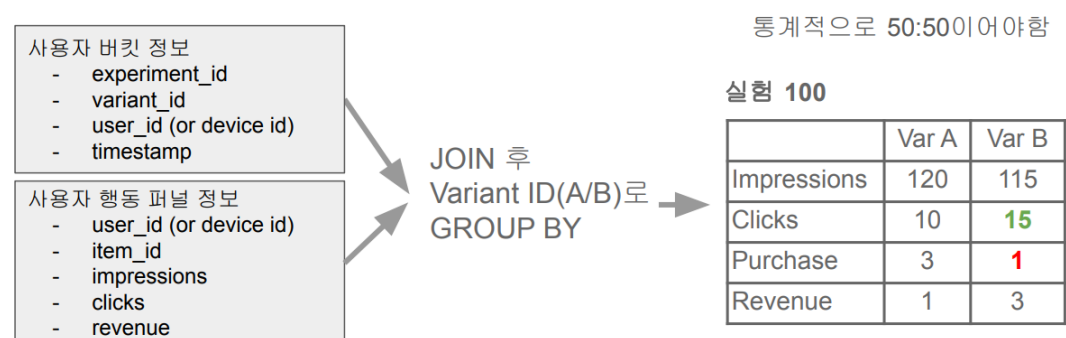 사용자 버킷 정보
- experiment_id
- variant_id
- user_id (or device id)
- timestamp
사용자 행동 퍼널 정보
- user_id (or device id)
- item_id
- impressions
- clicks
- revenue
JOIN 후
Variant ID(A/B)로
GROUP BY
통계적으로 50:50이어야함
실험 100
Var A Var B
Impressions 120 115
Clicks 10 15
Purchase 3 1
Revenue 1 3